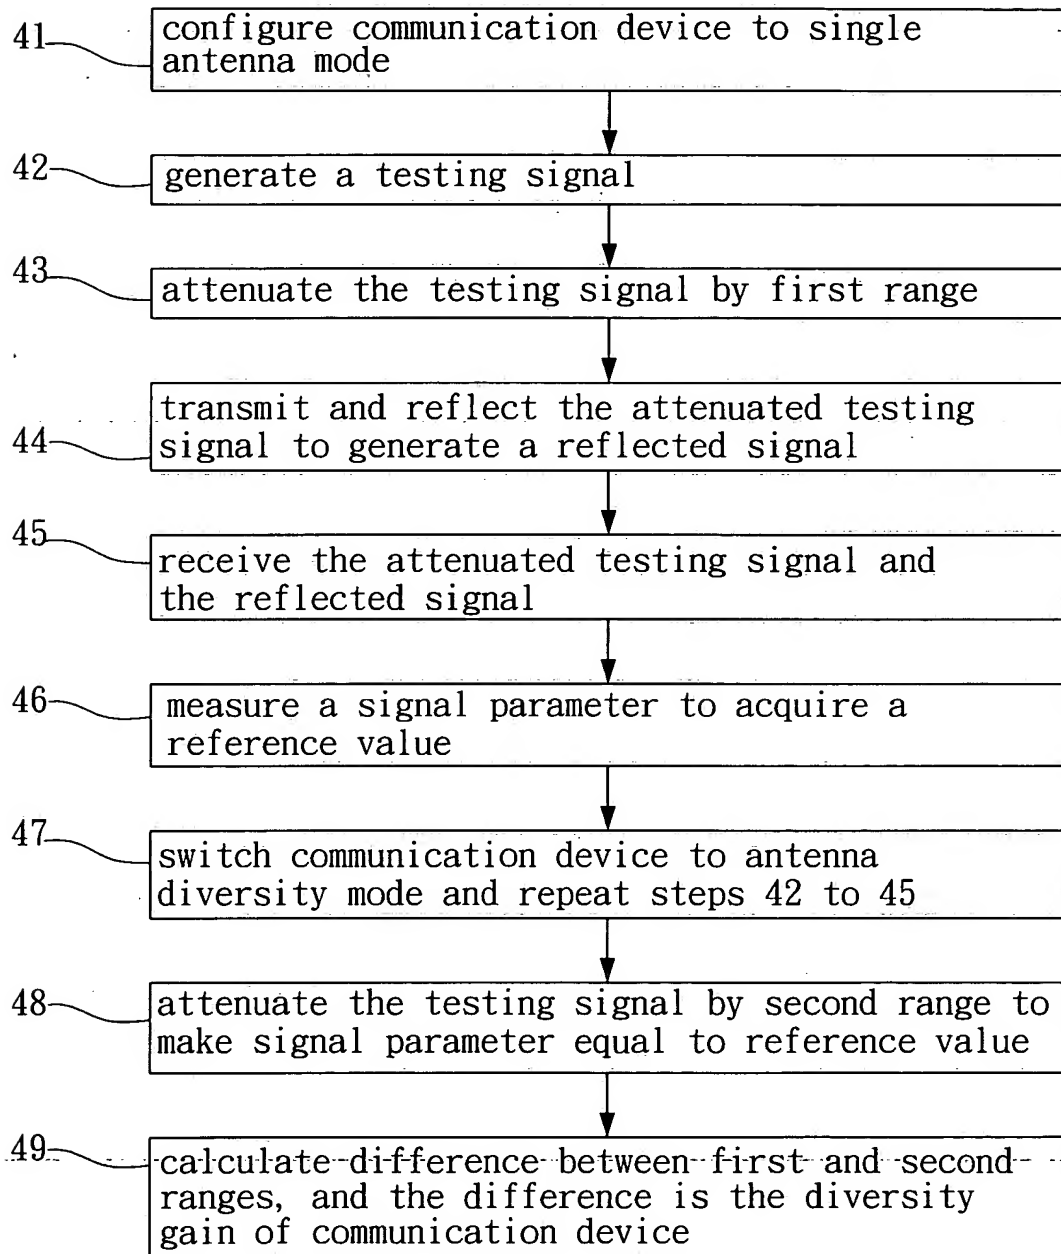 41
configure communication device to single
antenna mode
42
generate a testing signal
43
attenuate the testing signal by first range
44
transmit and reflect the attenuated testing
signal to generate a reflected signal
45
receive the attenuated testing signal and
the reflected signal
46
measure a signal parameter to acquire a
reference value
47
switch communication device to antenna
diversity mode and repeat steps 42 to 45
48
attenuate the testing signal by second range to
make signal parameter equal to reference value
49
calculate difference between first and second
ranges, and the difference is the diversity
gain of communication device